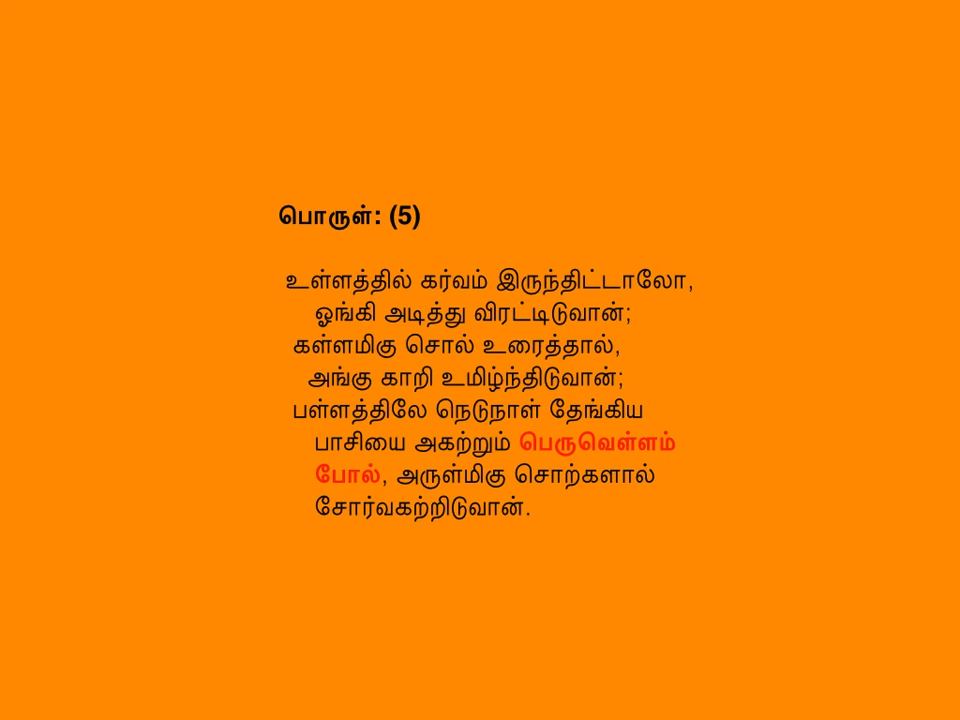 பொருள்: (5)
உள்ளத்தில் கர்வம் இருந்திட்டாலோ,
ஓங்கி அடித்து விரட்டிடுவான்;
கள்ளமிகு சொல் உரைத்தால்,
அங்கு காறி உமிழ்ந்திடுவான்;
பள்ளத்திலே நெடுநாள் தேங்கிய
பாசியை அகற்றும் பெருவெள்ளம்
போல், அருள்மிகு சொற்களால்
சோர்வகற்றிடுவான்.